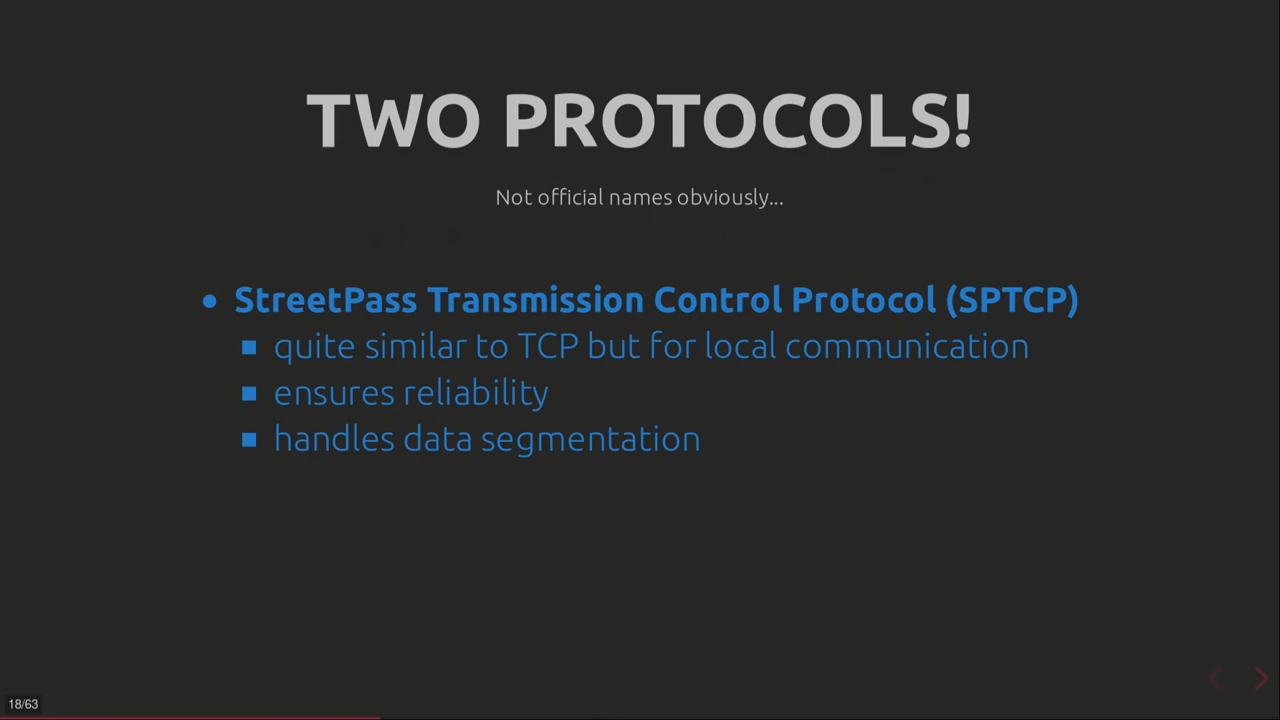 TWO PROTOCOLS!
Not official names obviously...
StreetPass Transmission Control Protocol (SPTCP)
quite similar to TCP but for local communication
ensures reliability
handles data segmentation
18/63